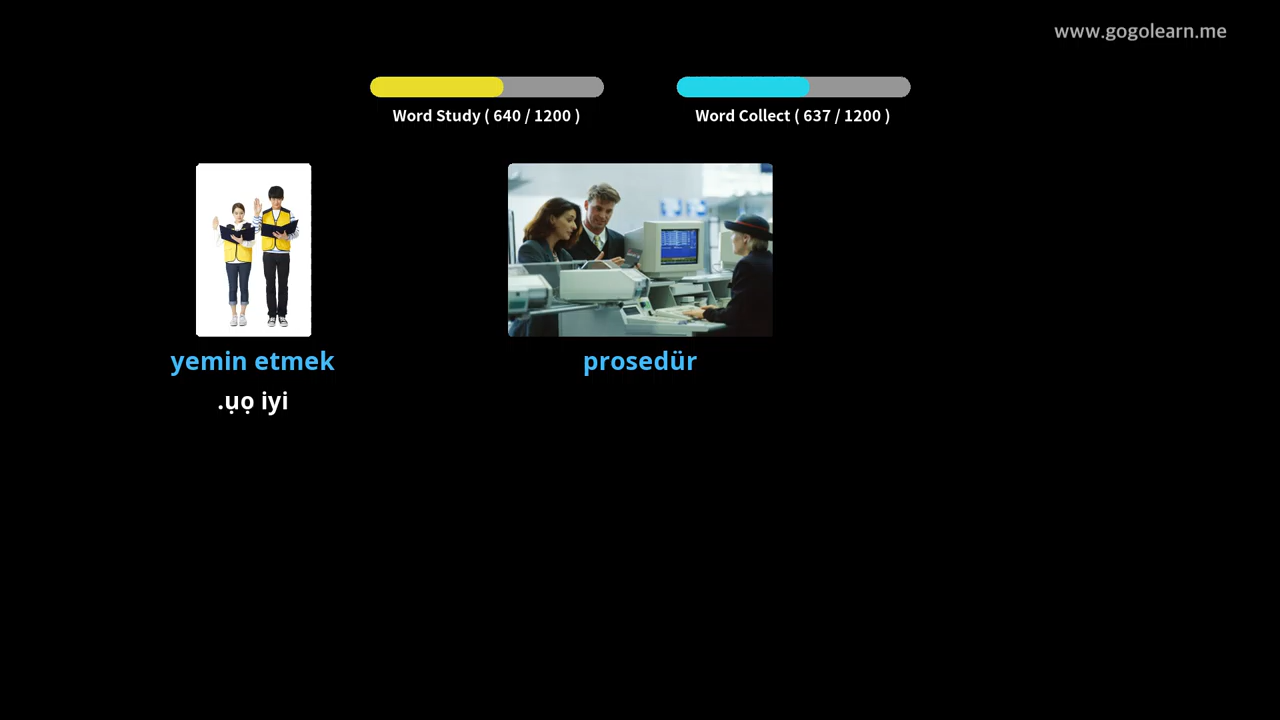 www.gogolearn.me
Word Study ( 640 / 1200 )
Word Collect ( 637 / 1200 )
yemin etmek
prosedür
.ụọ iyi